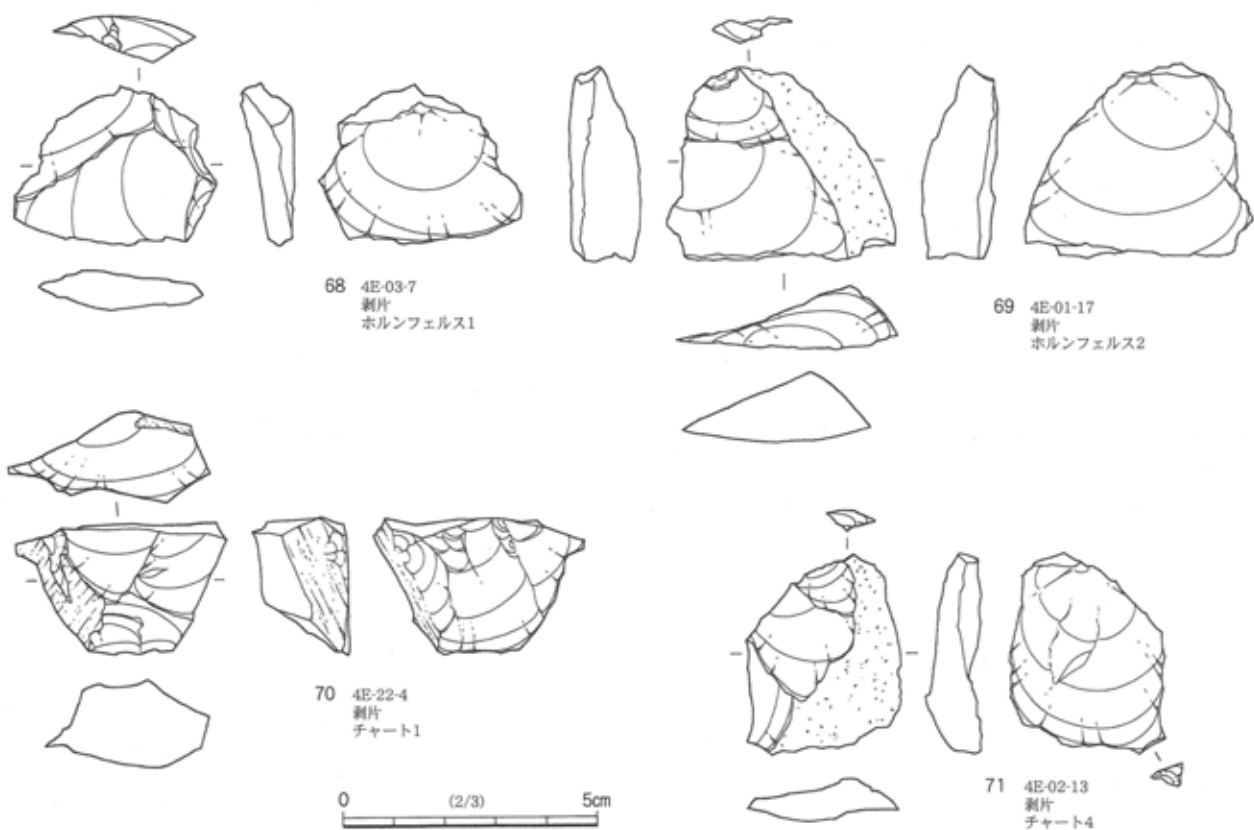 68 4E-03-7
剥片
ホルンフェルス1
69 4E-01-17
剥片
ホルンフェルス2
70 4E-22-4
剥片
チャート1
71 4E-02-13
剥片
チャート4
0 (2/3) 5cm